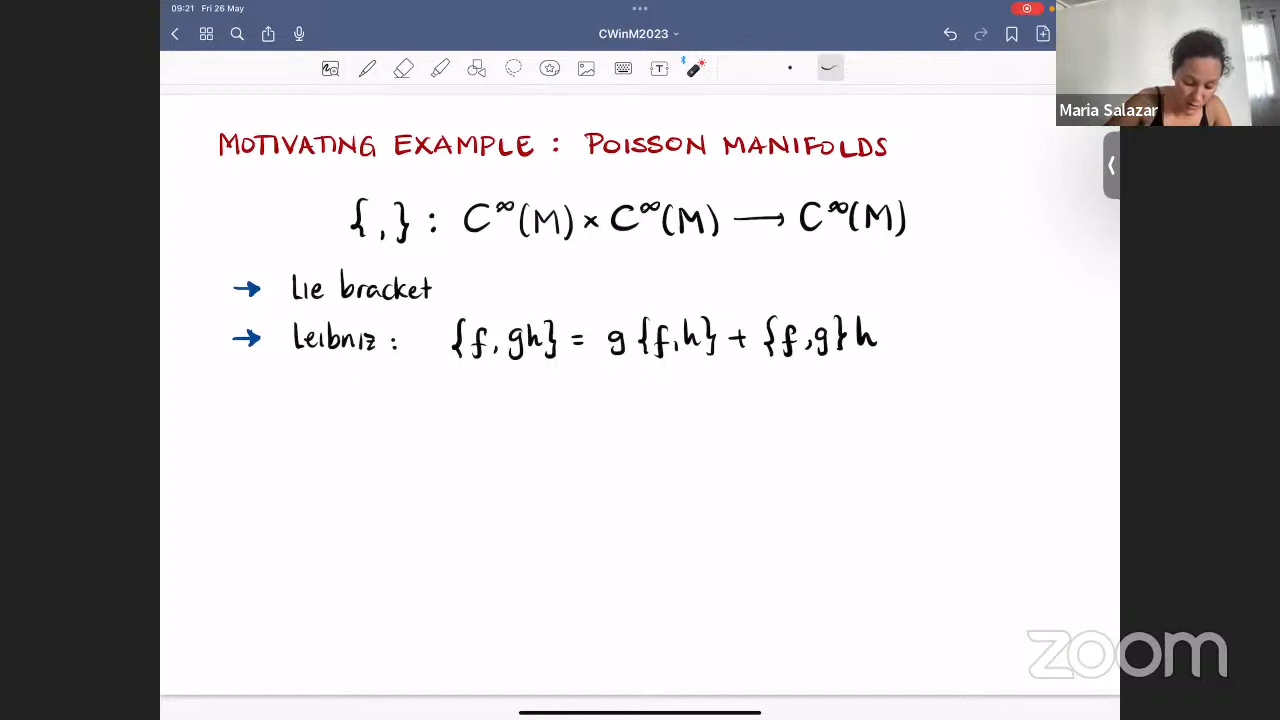 09:21 Fri 26 May
CWinM2023
Maria Salazar
MOTIVATING EXAMPLE : POISSON MANIFOLDS
{ , } : C^∞(M) × C^∞(M) ⟶ C^∞(M)
→ Lie bracket
→ Leibniz : {f, gh} = g {f,h} + {f,g} h
zoom